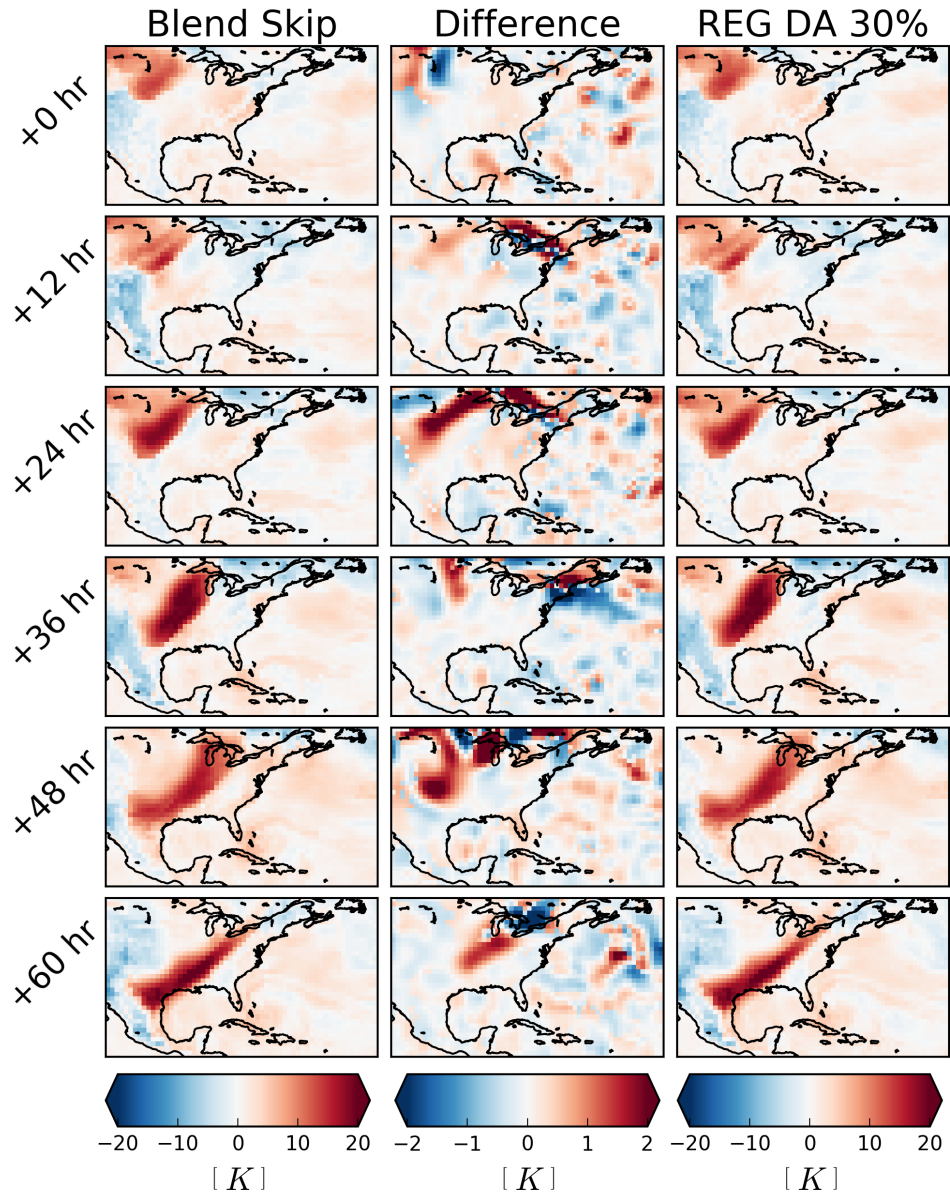 Blend Skip Difference REG DA 30%
+0 hr
+12 hr
+24 hr
+36 hr
+48 hr
+60 hr
−20 −10 0 10 20 −2 −1 0 1 2 −20 −10 0 10 20
[ K ] [ K ] [ K ]